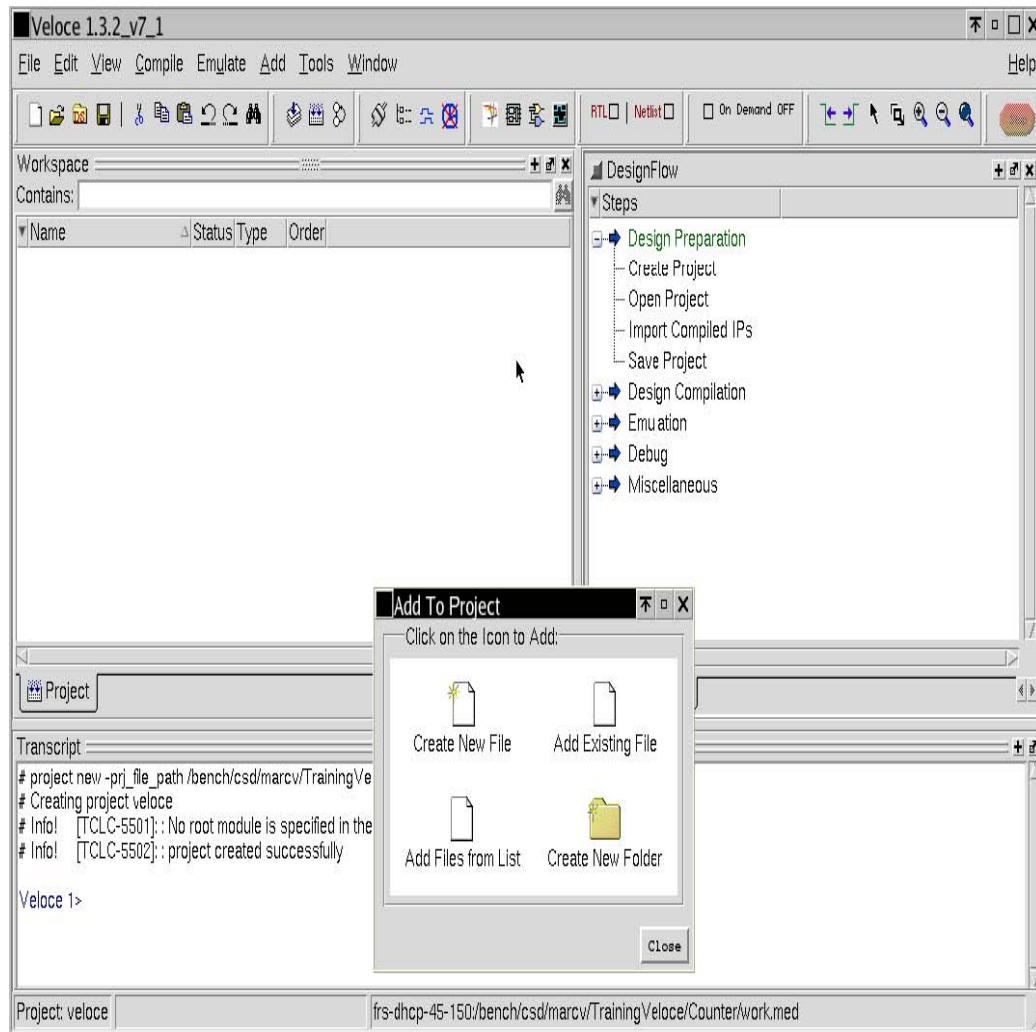 Veloce 1.3.2_v7_1
File Edit View Compile Emulate Add Tools Window Help
RTL Netlist On Demand OFF Stop
Workspace
Contains:
Name Status Type Order
DesignFlow
Steps
Design Preparation
Create Project
Open Project
Import Compiled IPs
Save Project
Design Compilation
Emu ation
Debug
Miscellaneous
Project
Add To Project
Click on the Icon to Add:
Create New File Add Existing File
Add Files from List Create New Folder
Close
Transcript
# project new -prj_file_path /bench/csd/marcv/TrainingVe
# Creating project veloce
# Info! [TCLC-5501]: : No root module is specified in the
# Info! [TCLC-5502]: : project created successfully
Veloce 1>
Project: veloce frs-dhcp-45-150:/bench/csd/marcv/TrainingVeloce/Counter/work.med